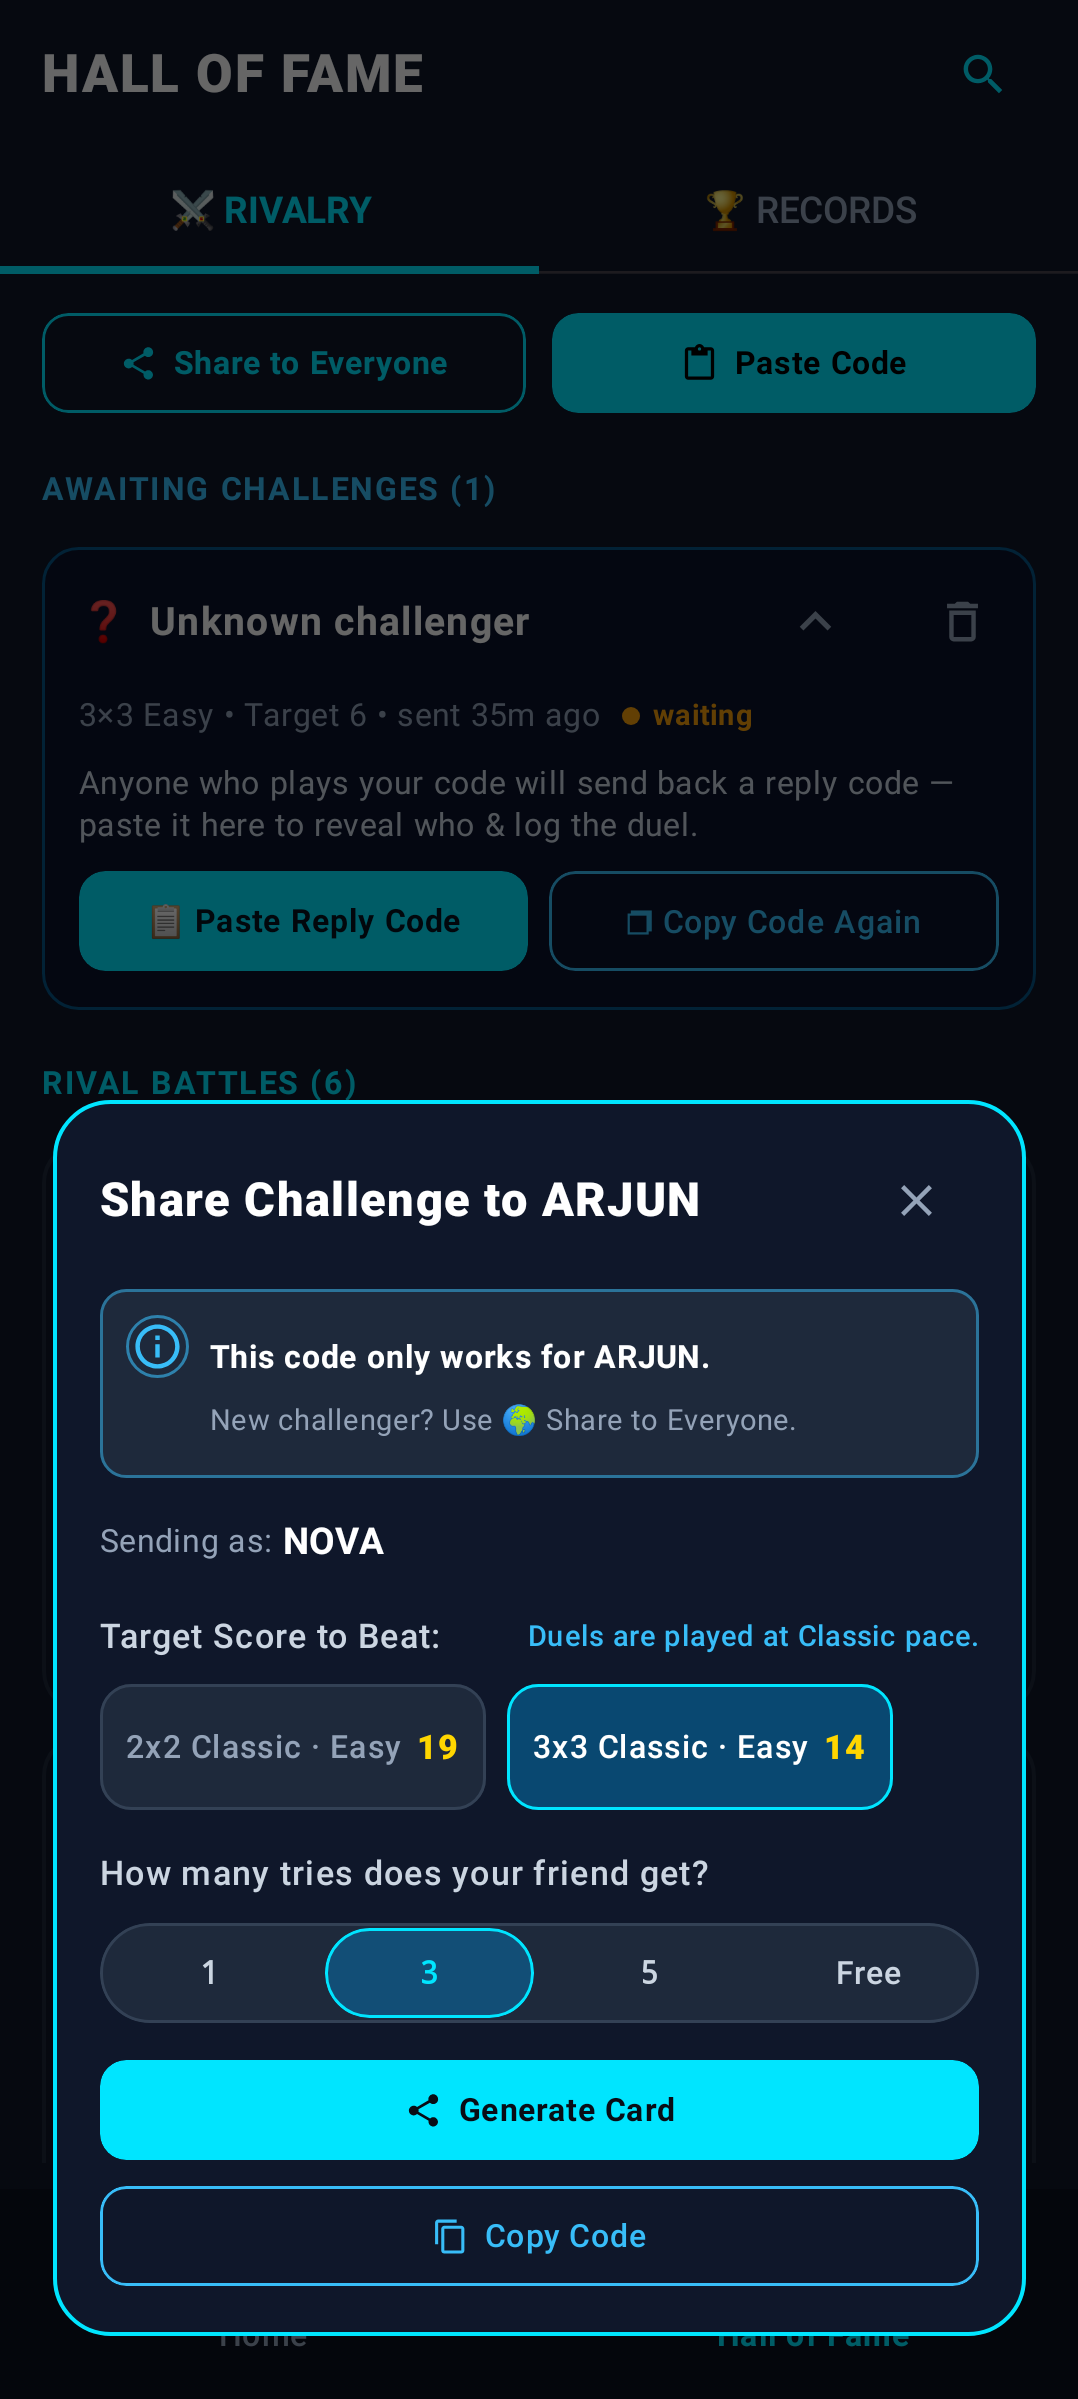 HALL OF FAME
⚔️ RIVALRY
🏆 RECORDS
Share to Everyone
Paste Code
AWAITING CHALLENGES (1)
❓ Unknown challenger
3×3 Easy • Target 6 • sent 35m ago ● waiting
Anyone who plays your code will send back a reply code —
paste it here to reveal who & log the duel.
📋 Paste Reply Code
❐ Copy Code Again
RIVAL BATTLES (6)
Share Challenge to ARJUN
This code only works for ARJUN.
New challenger? Use 🌍 Share to Everyone.
Sending as: NOVA
Target Score to Beat:
Duels are played at Classic pace.
2x2 Classic · Easy 19
3x3 Classic · Easy 14
How many tries does your friend get?
1
3
5
Free
Generate Card
Copy Code
Home
Hall of Fame